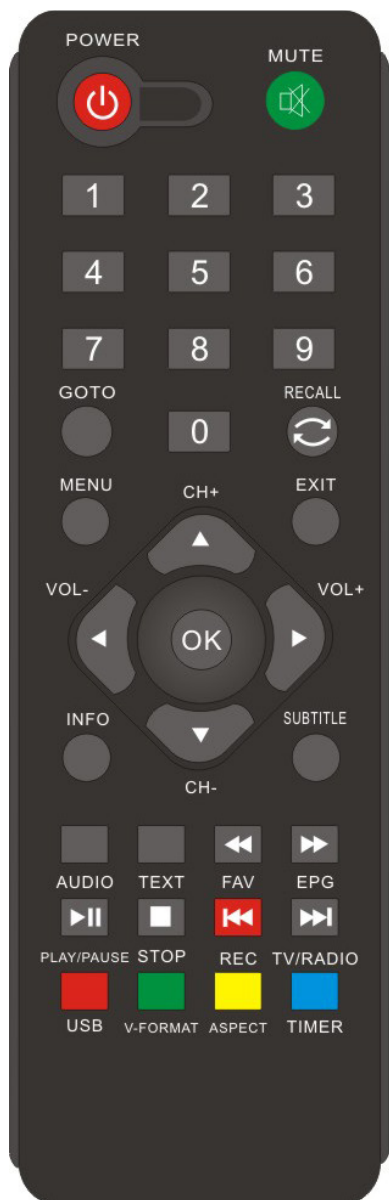 POWER
MUTE
1 2 3
4 5 6
7 8 9
GOTO RECALL
0
MENU CH+ EXIT
VOL- VOL+
OK
INFO SUBTITLE
CH-
AUDIO TEXT FAV EPG
PLAY/PAUSE STOP REC TV/RADIO
USB V-FORMAT ASPECT TIMER